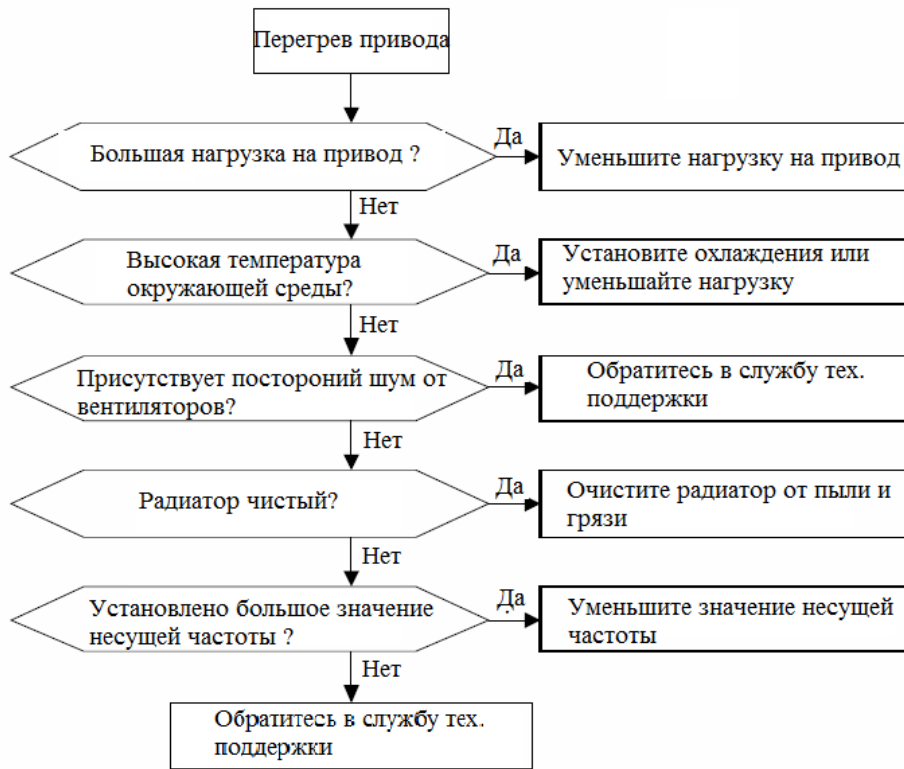 Перегрев привода
Большая нагрузка на привод ?
Да
Уменьшите нагрузку на привод
Нет
Высокая температура
окружающей среды?
Да
Установите охлаждения или
уменьшайте нагрузку
Нет
Присутствует постороний шум от
вентиляторов?
Да
Обратитесь в службу тех.
поддержки
Нет
Радиатор чистый?
Да
Очистите радиатор от пыли и
грязи
Нет
Установлено большое значение
несущей частоты ?
Да
Уменьшите значение несущей
частоты
Нет
Обратитесь в службу тех.
поддержки